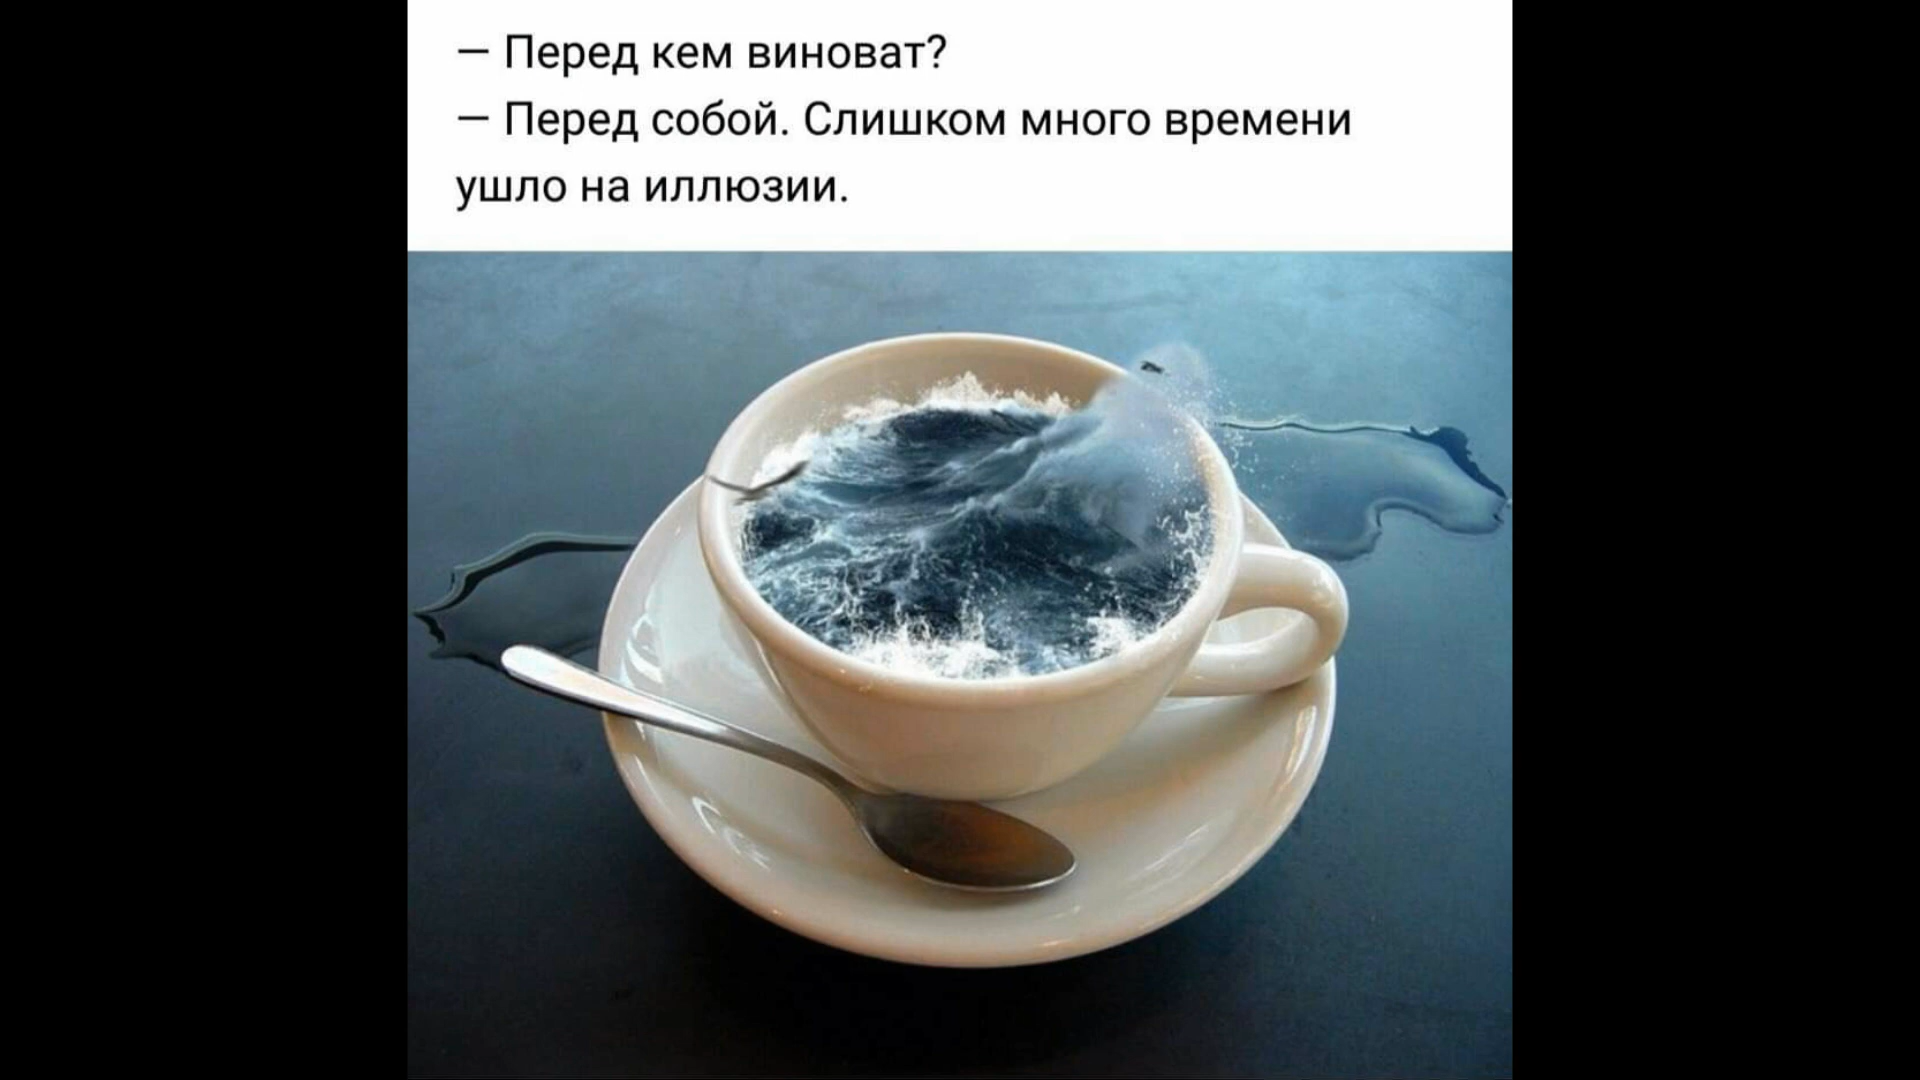 — Перед кем виноват?
— Перед собой. Слишком много времени
ушло на иллюзии.